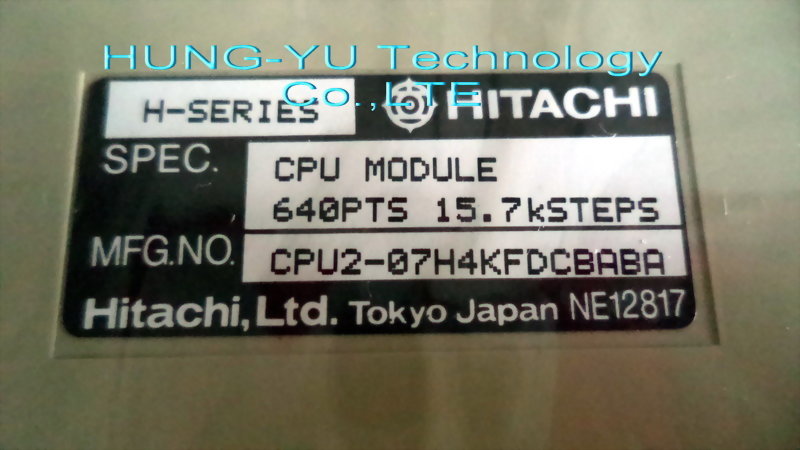 HUNG-YU Technology
Co.,LTE
H-SERIES
HITACHI
SPEC.
CPU MODULE
640PTS 15.7kSTEPS
MFG.NO.
CPU2-07H4KFDCBABA
Hitachi, Ltd. Tokyo Japan NE12817